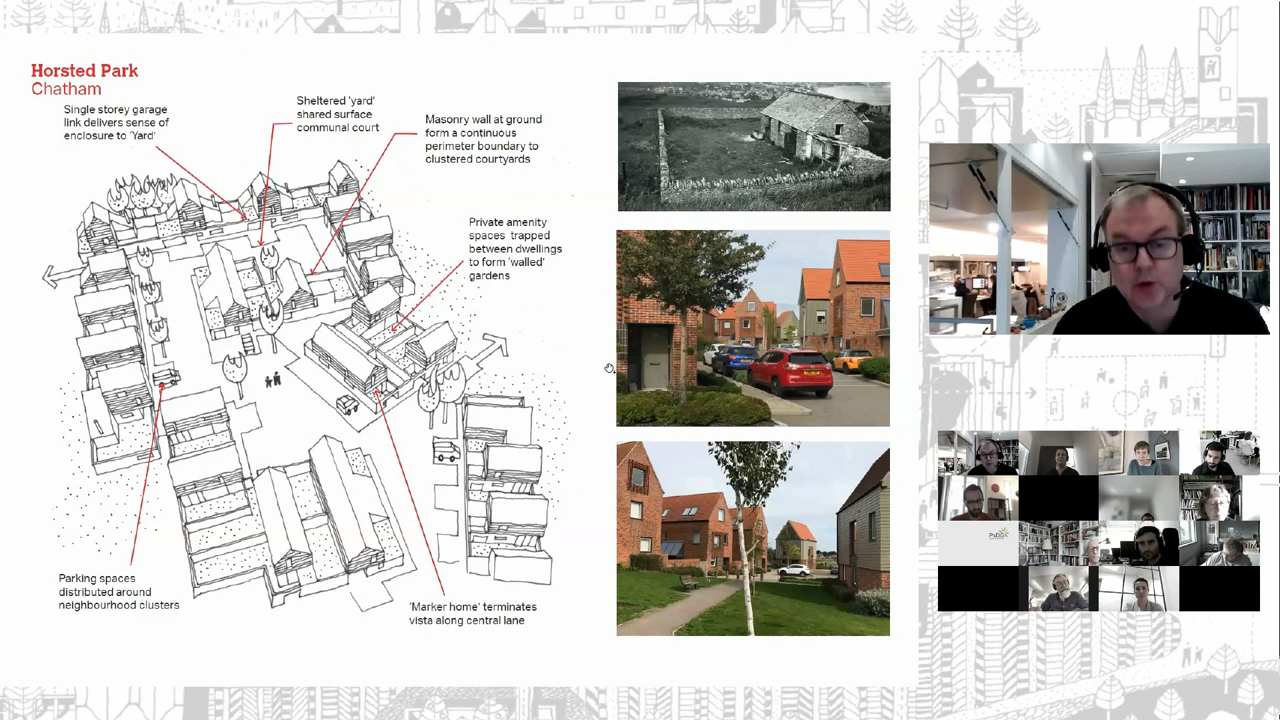 Horsted Park
Chatham
Single storey garage
link delivers sense of
enclosure to 'Yard'
Sheltered 'yard'
shared surface
communal court
Masonry wall at ground
form a continuous
perimeter boundary to
clustered courtyards
Private amenity
spaces trapped
between dwellings
to form 'walled'
gardens
Parking spaces
distributed around
neighbourhood clusters
'Marker home' terminates
vista along central lane